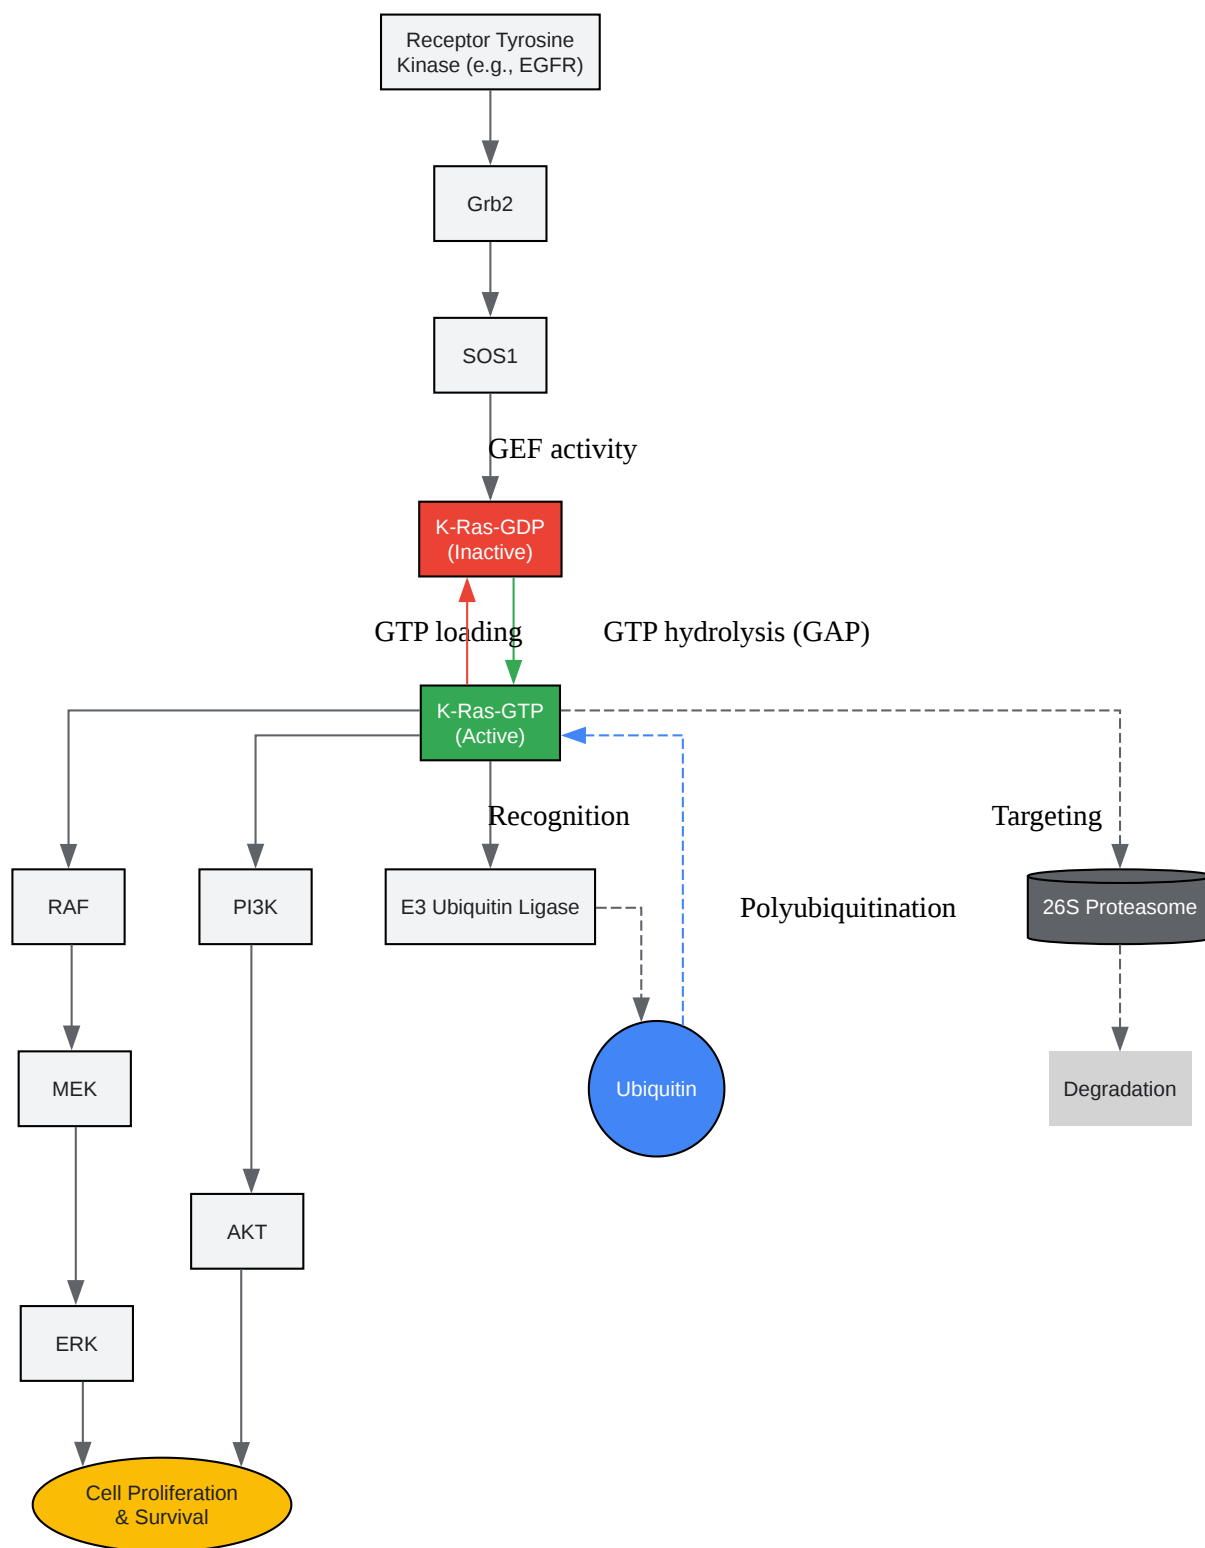 Receptor Tyrosine
Kinase (e.g., EGFR)
Grb2
SOS1
GEF activity
K-Ras-GDP
(Inactive)
GTP loading
GTP hydrolysis (GAP)
K-Ras-GTP
(Active)
Recognition
Targeting
RAF
PI3K
E3 Ubiquitin Ligase
Polyubiquitination
26S Proteasome
MEK
Ubiquitin
Degradation
AKT
ERK
Cell Proliferation
& Survival